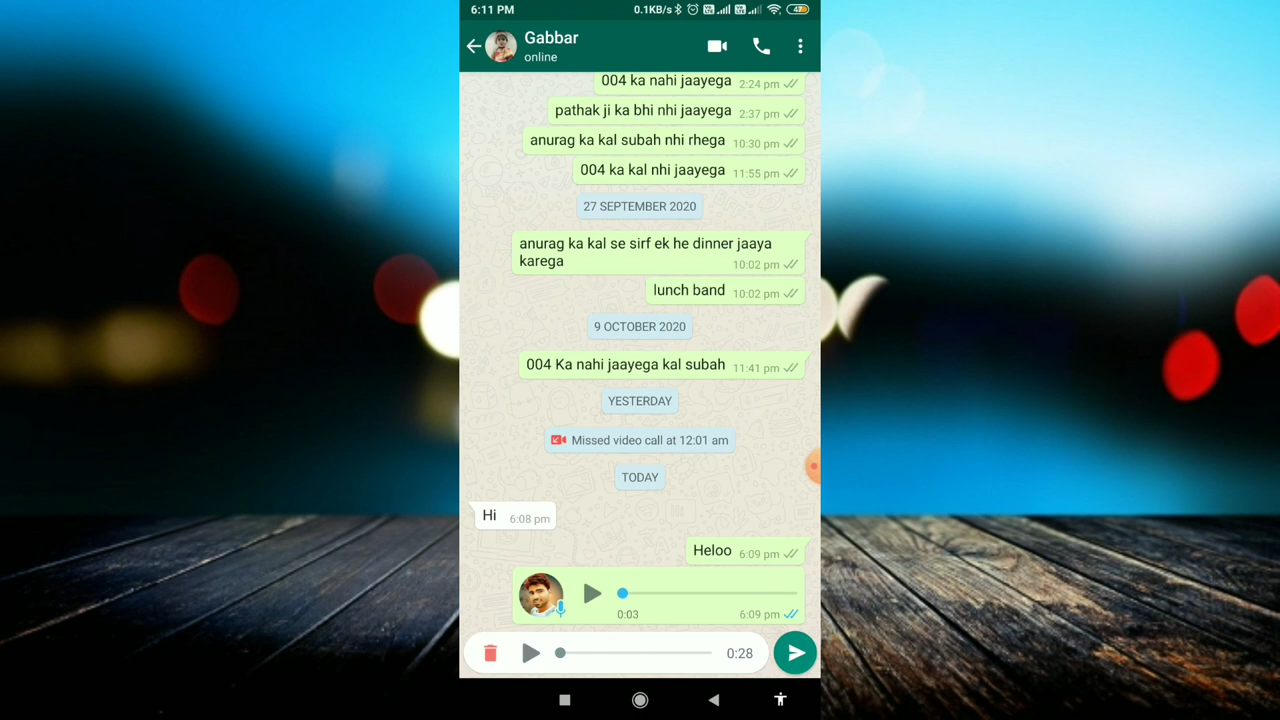 6:11 PM
0.1KB/s
47
Gabbar
online
004 ka nahi jaayega 2:24 pm
pathak ji ka bhi nhi jaayega 2:37 pm
anurag ka kal subah nhi rhega 10:30 pm
004 ka kal nhi jaayega 11:55 pm
27 SEPTEMBER 2020
anurag ka kal se sirf ek he dinner jaaya
karega 10:02 pm
lunch band 10:02 pm
9 OCTOBER 2020
004 Ka nahi jaayega kal subah 11:41 pm
YESTERDAY
Missed video call at 12:01 am
TODAY
Hi 6:08 pm
Heloo 6:09 pm
0:03 6:09 pm
0:28